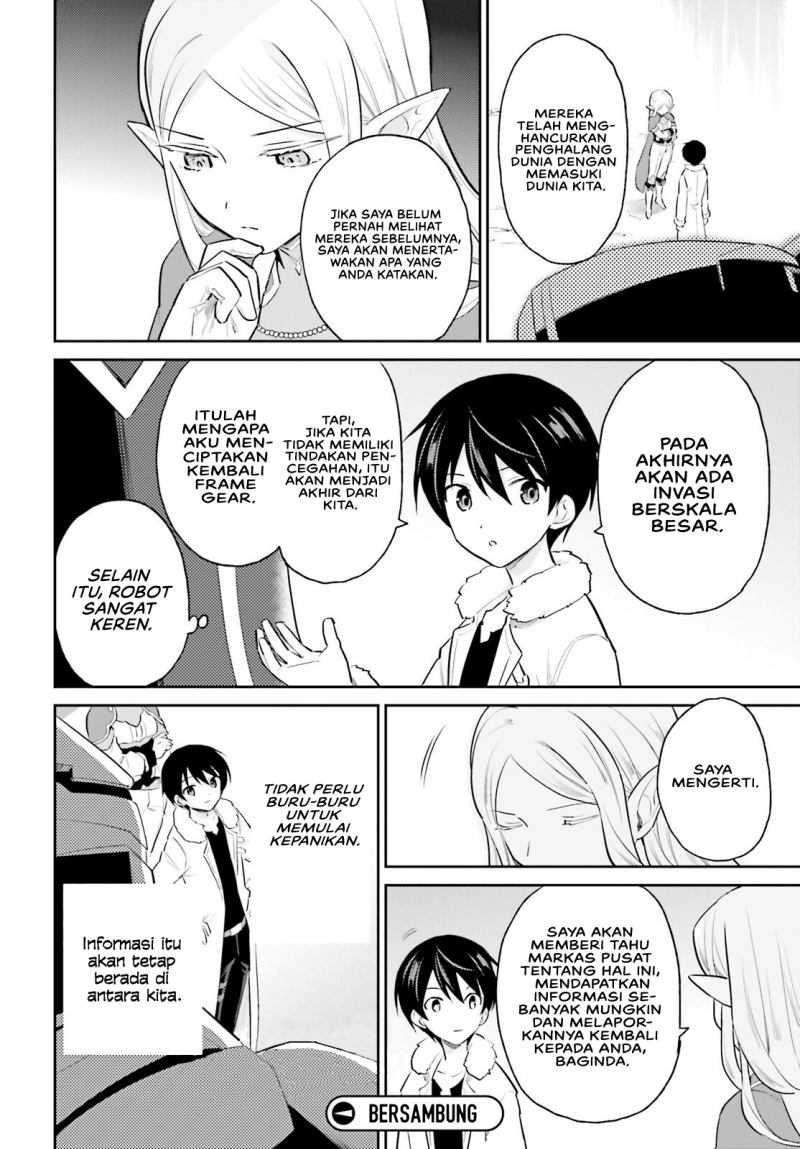 MEREKA
TELAH MENG-
HANCURKAN
PENGHALANG
DUNIA DENGAN
MEMASUKI
DUNIA KITA.
JIKA SAYA BELUM
PERNAH MELIHAT
MEREKA SEBELUMNYA,
SAYA AKAN MENERTA-
WAKAN APA YANG
ANDA KATAKAN.
PADA
AKHIRNYA
AKAN ADA
INVASI
BERSKALA
BESAR.
TAPI,
JIKA KITA
TIDAK MEMILIKI
TINDAKAN PEN-
CEGAHAN, ITU
AKAN MENJADI
AKHIR DARI
KITA.
ITULAH
MENGAPA
AKU MEN-
CIPTAKAN
KEMBALI
FRAME
GEAR.
SELAIN
ITU, ROBOT
SANGAT
KEREN.
SAYA
MENGERTI.
SAYA AKAN
MEMBERI TAHU
MARKAS PUSAT
TENTANG HAL INI,
MENDAPATKAN
INFORMASI SE-
BANYAK MUNGKIN
DAN MELAPOR-
KANNYA KEMBALI
KEPADA ANDA,
BAGINDA.
TIDAK PERLU
BURU-BURU
UNTUK
MEMULAI
KEPANIKAN.
Informasi itu
akan tetap
berada di
antara kita.
BERSAMBUNG